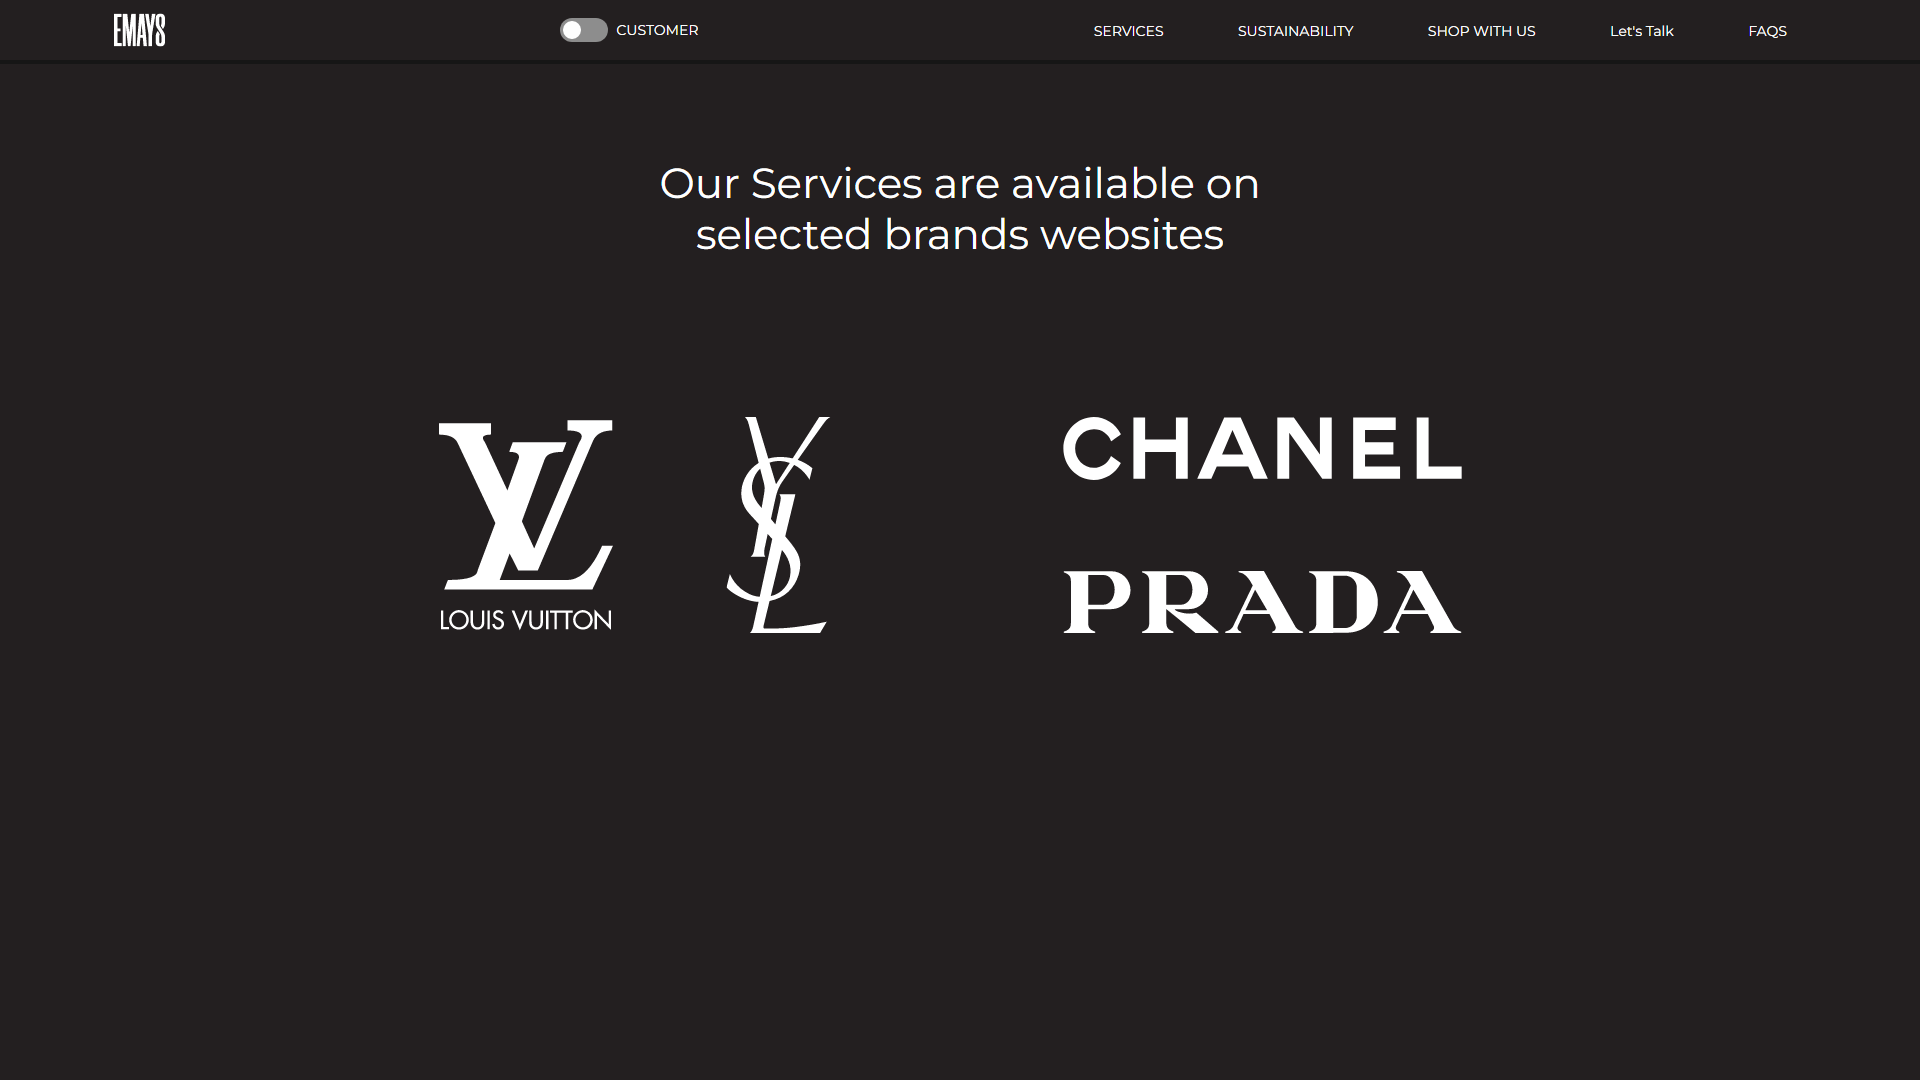 EMAYS
CUSTOMER
SERVICES
SUSTAINABILITY
SHOP WITH US
Let's Talk
FAQS
Our Services are available on
selected brands websites
LV
LOUIS VUITTON
YSL
CHANEL
PRADA